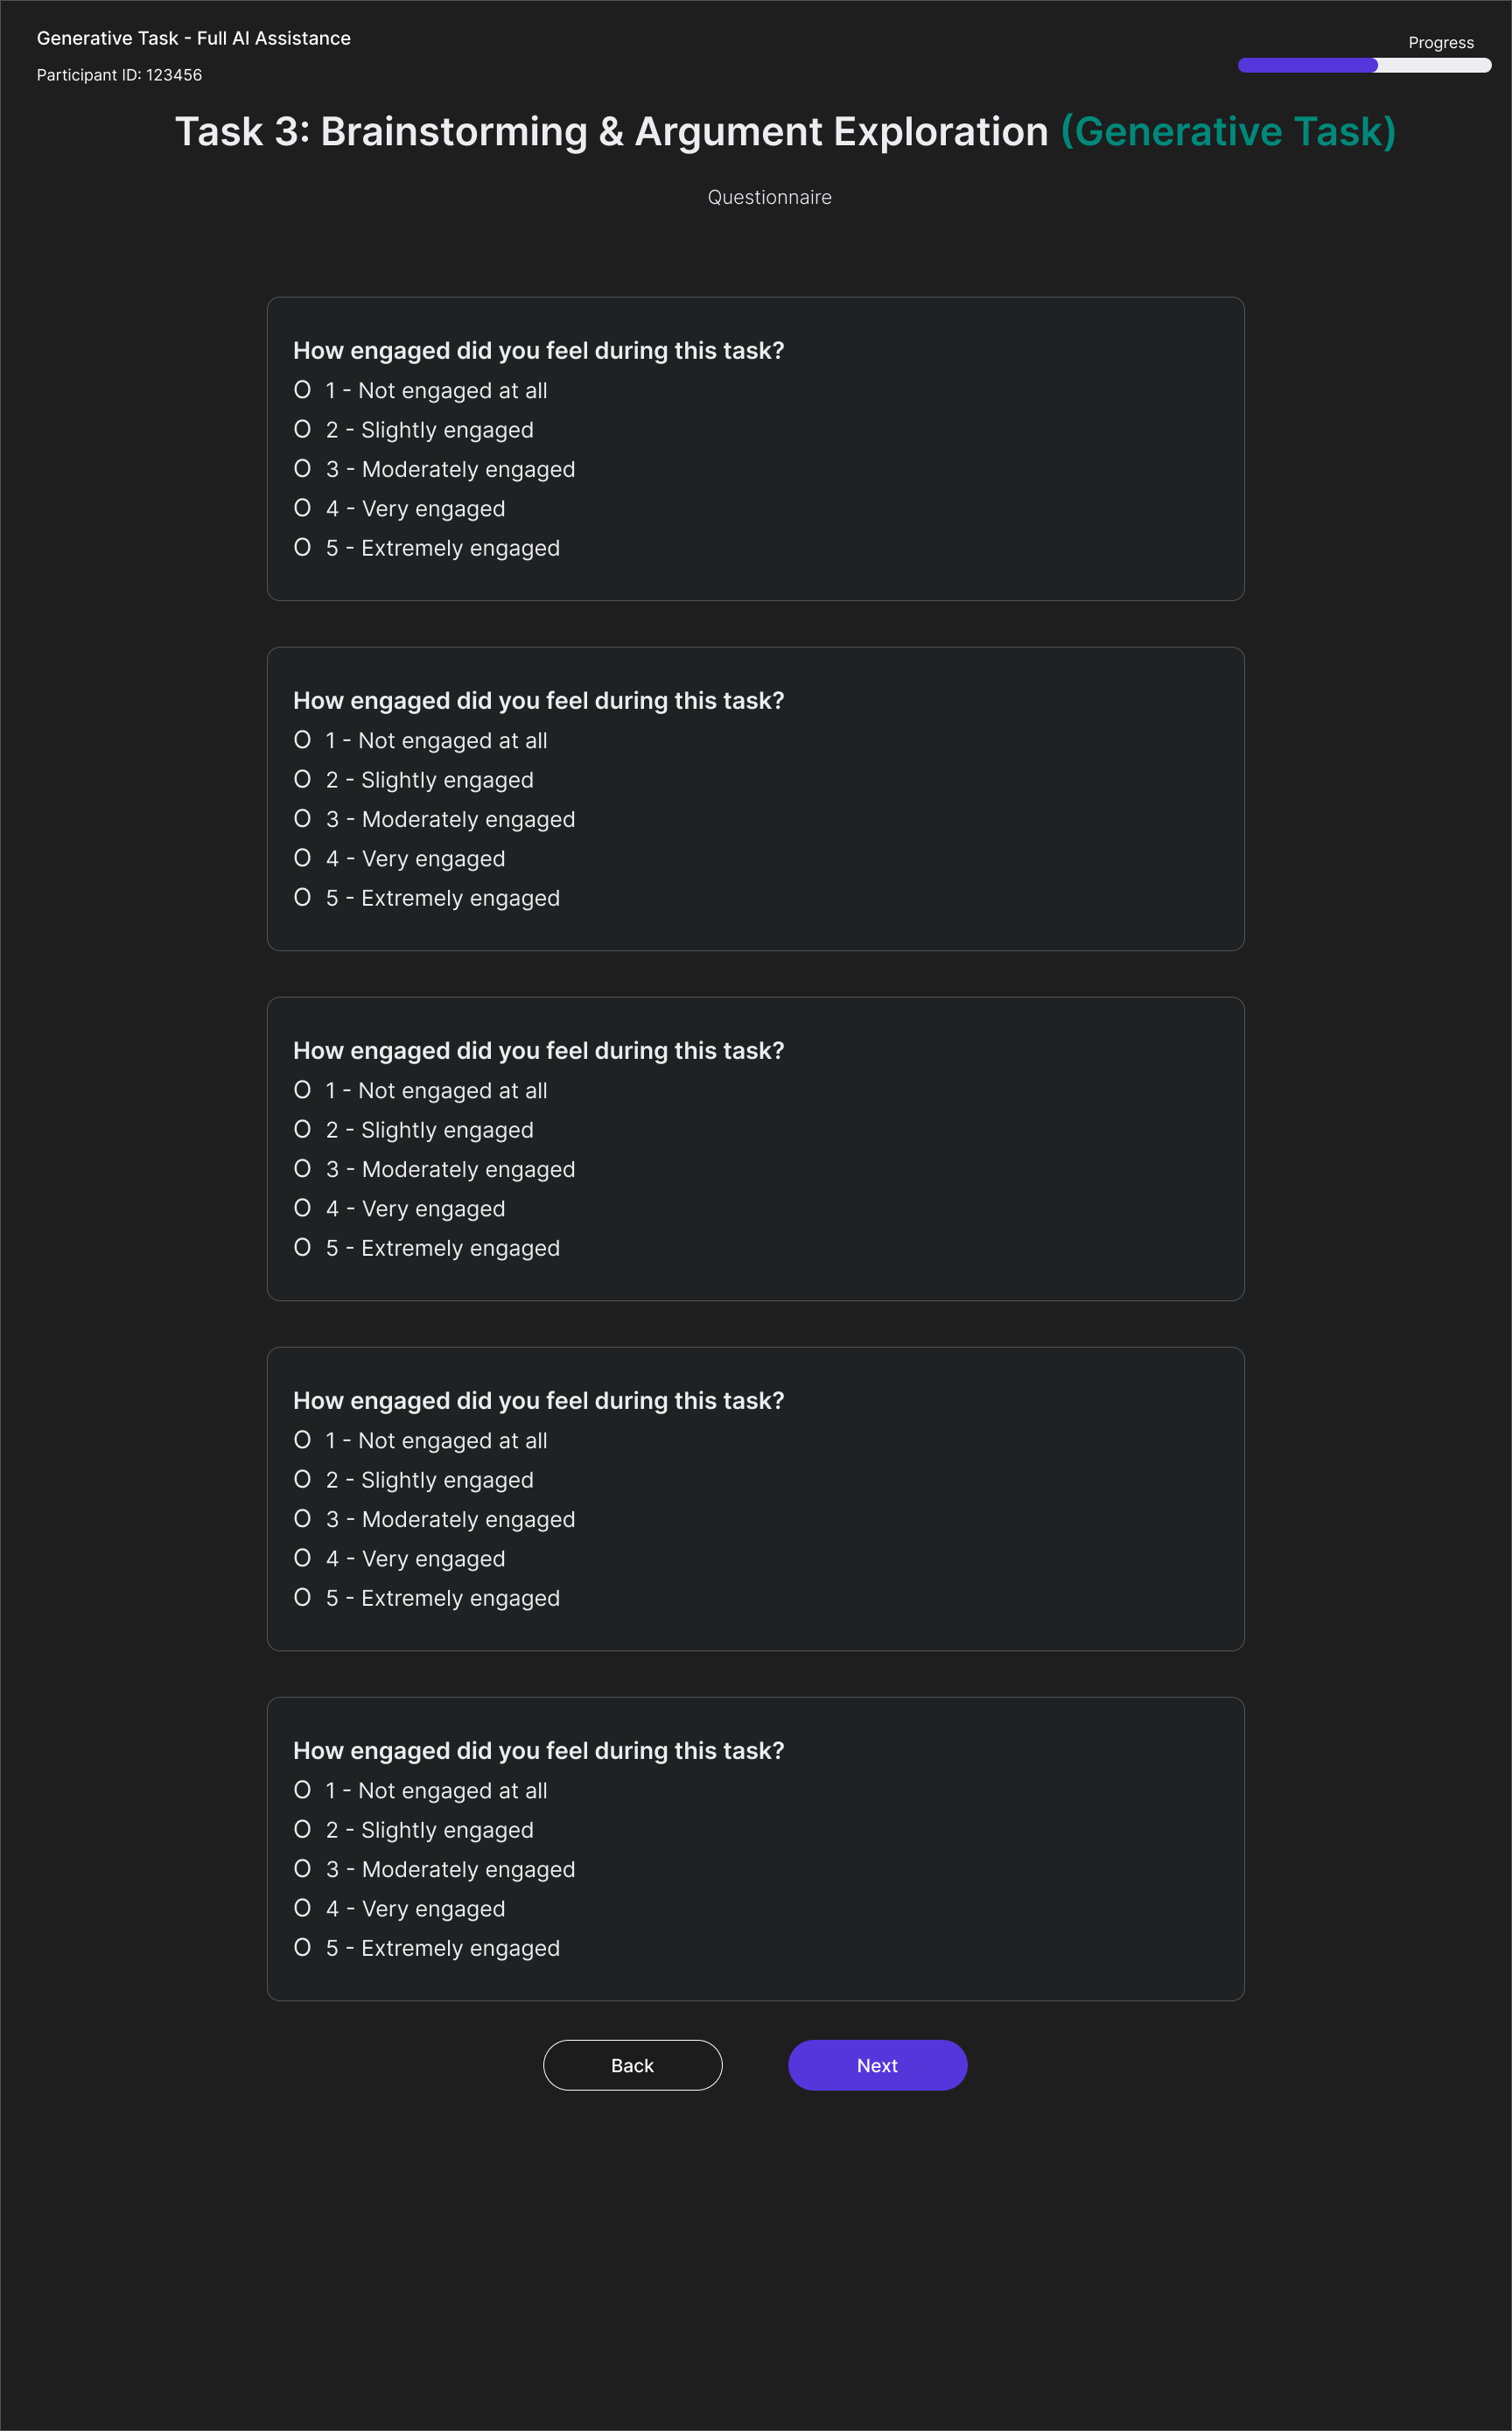 Generative Task - Full AI Assistance
Progress
Participant ID: 123456
Task 3: Brainstorming & Argument Exploration (Generative Task)
Questionnaire
How engaged did you feel during this task?
O 1 - Not engaged at all
O 2 - Slightly engaged
O 3 - Moderately engaged
O 4 - Very engaged
O 5 - Extremely engaged
How engaged did you feel during this task?
O 1 - Not engaged at all
O 2 - Slightly engaged
O 3 - Moderately engaged
O 4 - Very engaged
O 5 - Extremely engaged
How engaged did you feel during this task?
O 1 - Not engaged at all
O 2 - Slightly engaged
O 3 - Moderately engaged
O 4 - Very engaged
O 5 - Extremely engaged
How engaged did you feel during this task?
O 1 - Not engaged at all
O 2 - Slightly engaged
O 3 - Moderately engaged
O 4 - Very engaged
O 5 - Extremely engaged
How engaged did you feel during this task?
O 1 - Not engaged at all
O 2 - Slightly engaged
O 3 - Moderately engaged
O 4 - Very engaged
O 5 - Extremely engaged
Back
Next